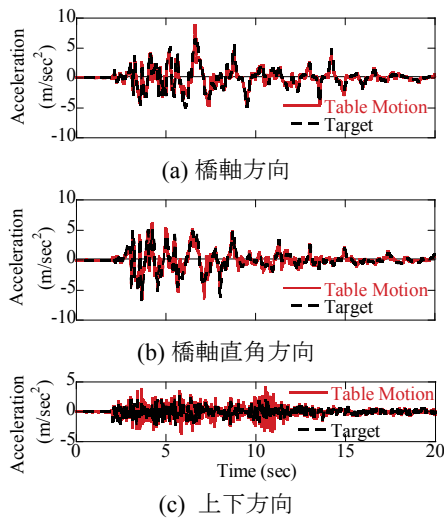 10
5
0
-5
-10
Acceleration
(m/sec²)
Table Motion
Target
(a) 橋軸方向
10
5
0
-5
-10
Acceleration
(m/sec²)
Table Motion
Target
(b) 橋軸直角方向
5
0
-5
Acceleration
(m/sec²)
Table Motion
Target
0 5 10 15 20
Time (sec)
(c) 上下方向